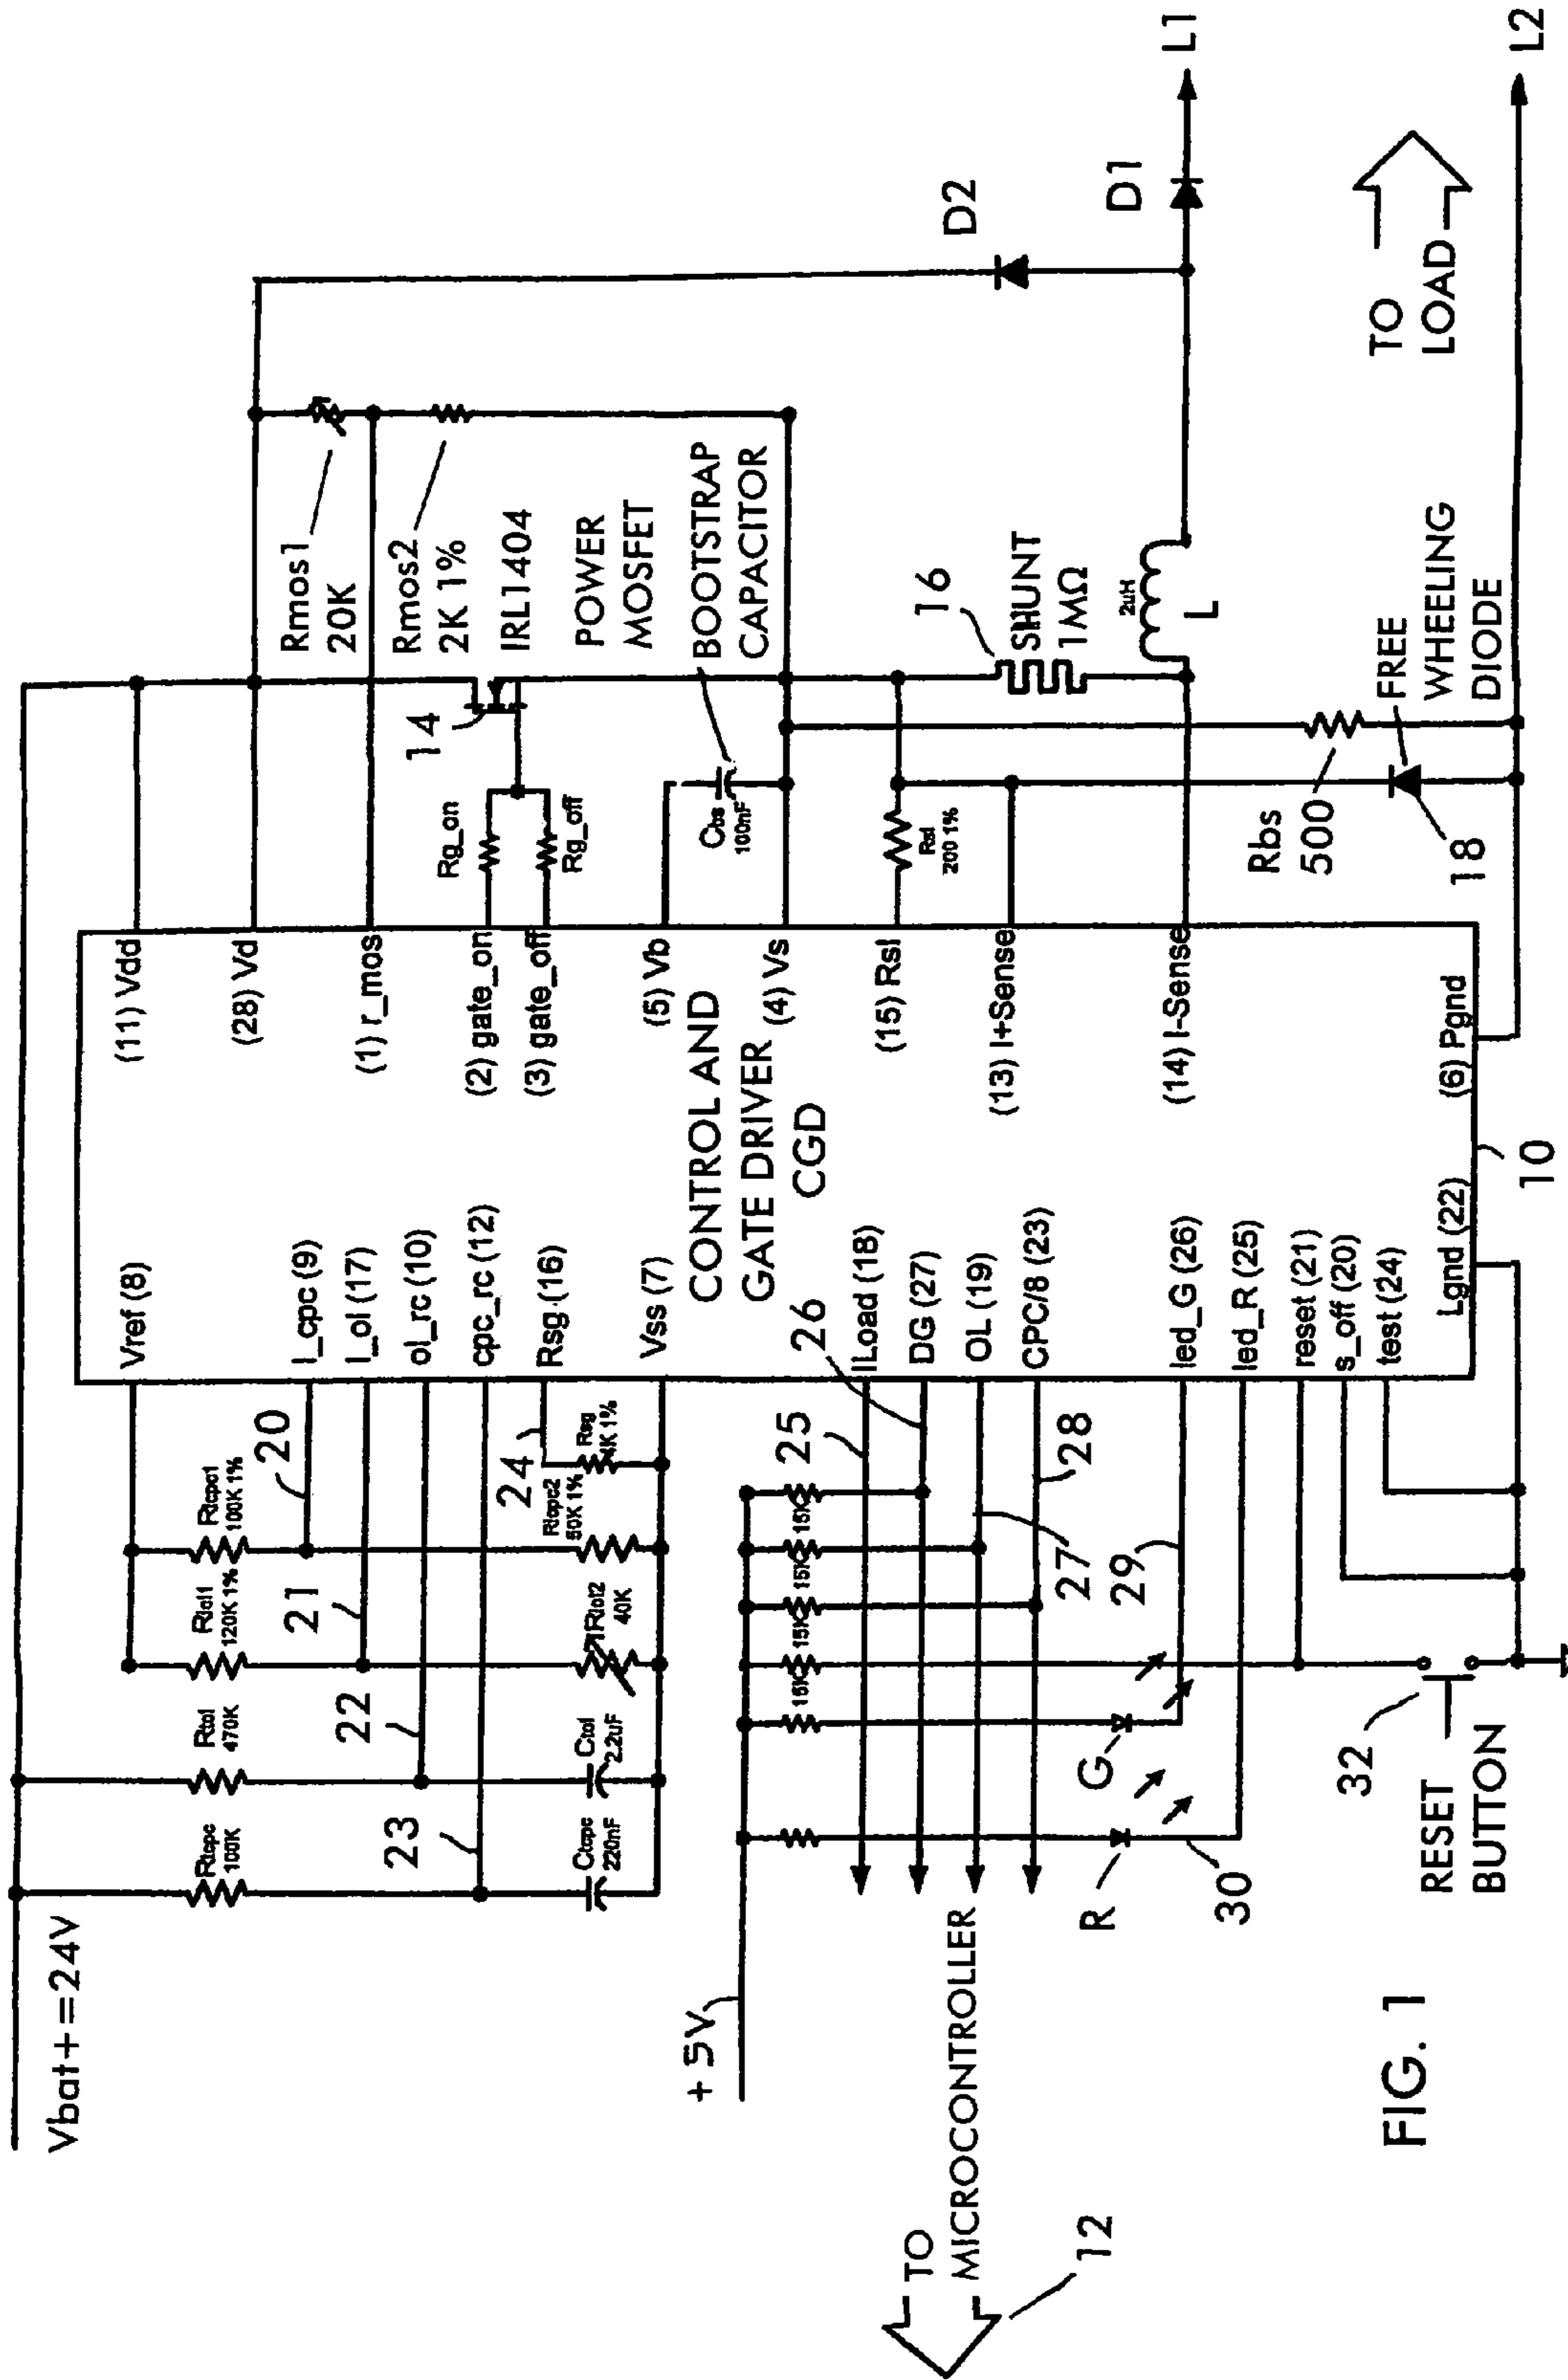 Vbat+=24V
Rtcpc
100K
Rtol
470K
Riol1
120K 1%
Ricpc1
100K 1%
20
21
22
23
24
Ctcpc
220nF
Ctol
2.2uF
40K
50K 1%
Rsg
4K 1%
Vref (8)
I_cpc (9)
I_ol (17)
ol_rc (10)
cpc_rc (12)
Rsg (16)
Vss (7)
CONTROL AND
GATE DRIVER
CGD
ILoad (18)
DG (27)
OL (19)
CPC/8 (23)
led_G (26)
led_R (25)
reset (21)
s_off (20)
test (24)
Lgnd (22)
(6) Pgnd
10
(11) Vdd
(28) Vd
(1) r_mos
(2) gate_on
(3) gate_off
(5) Vb
(4) Vs
(15) Rsl
(13) I+Sense
(14) I-Sense
+5V
15K
15K
15K
15K
25
26
27
28
29
30
G
R
TO
MICROCONTROLLER
12
32
RESET
BUTTON
Rg_on
Rg_off
14
Rmos1
20K
Rmos2
2K 1%
IRL1404
POWER
MOSFET
BOOTSTRAP
CAPACITOR
Cbs
100nF
Rsl
200 1%
16
SHUNT
1MΩ
2uH
L
Rbs
500
18
FREE
WHEELING
DIODE
D2
D1
L1
L2
TO
LOAD
FIG. 1